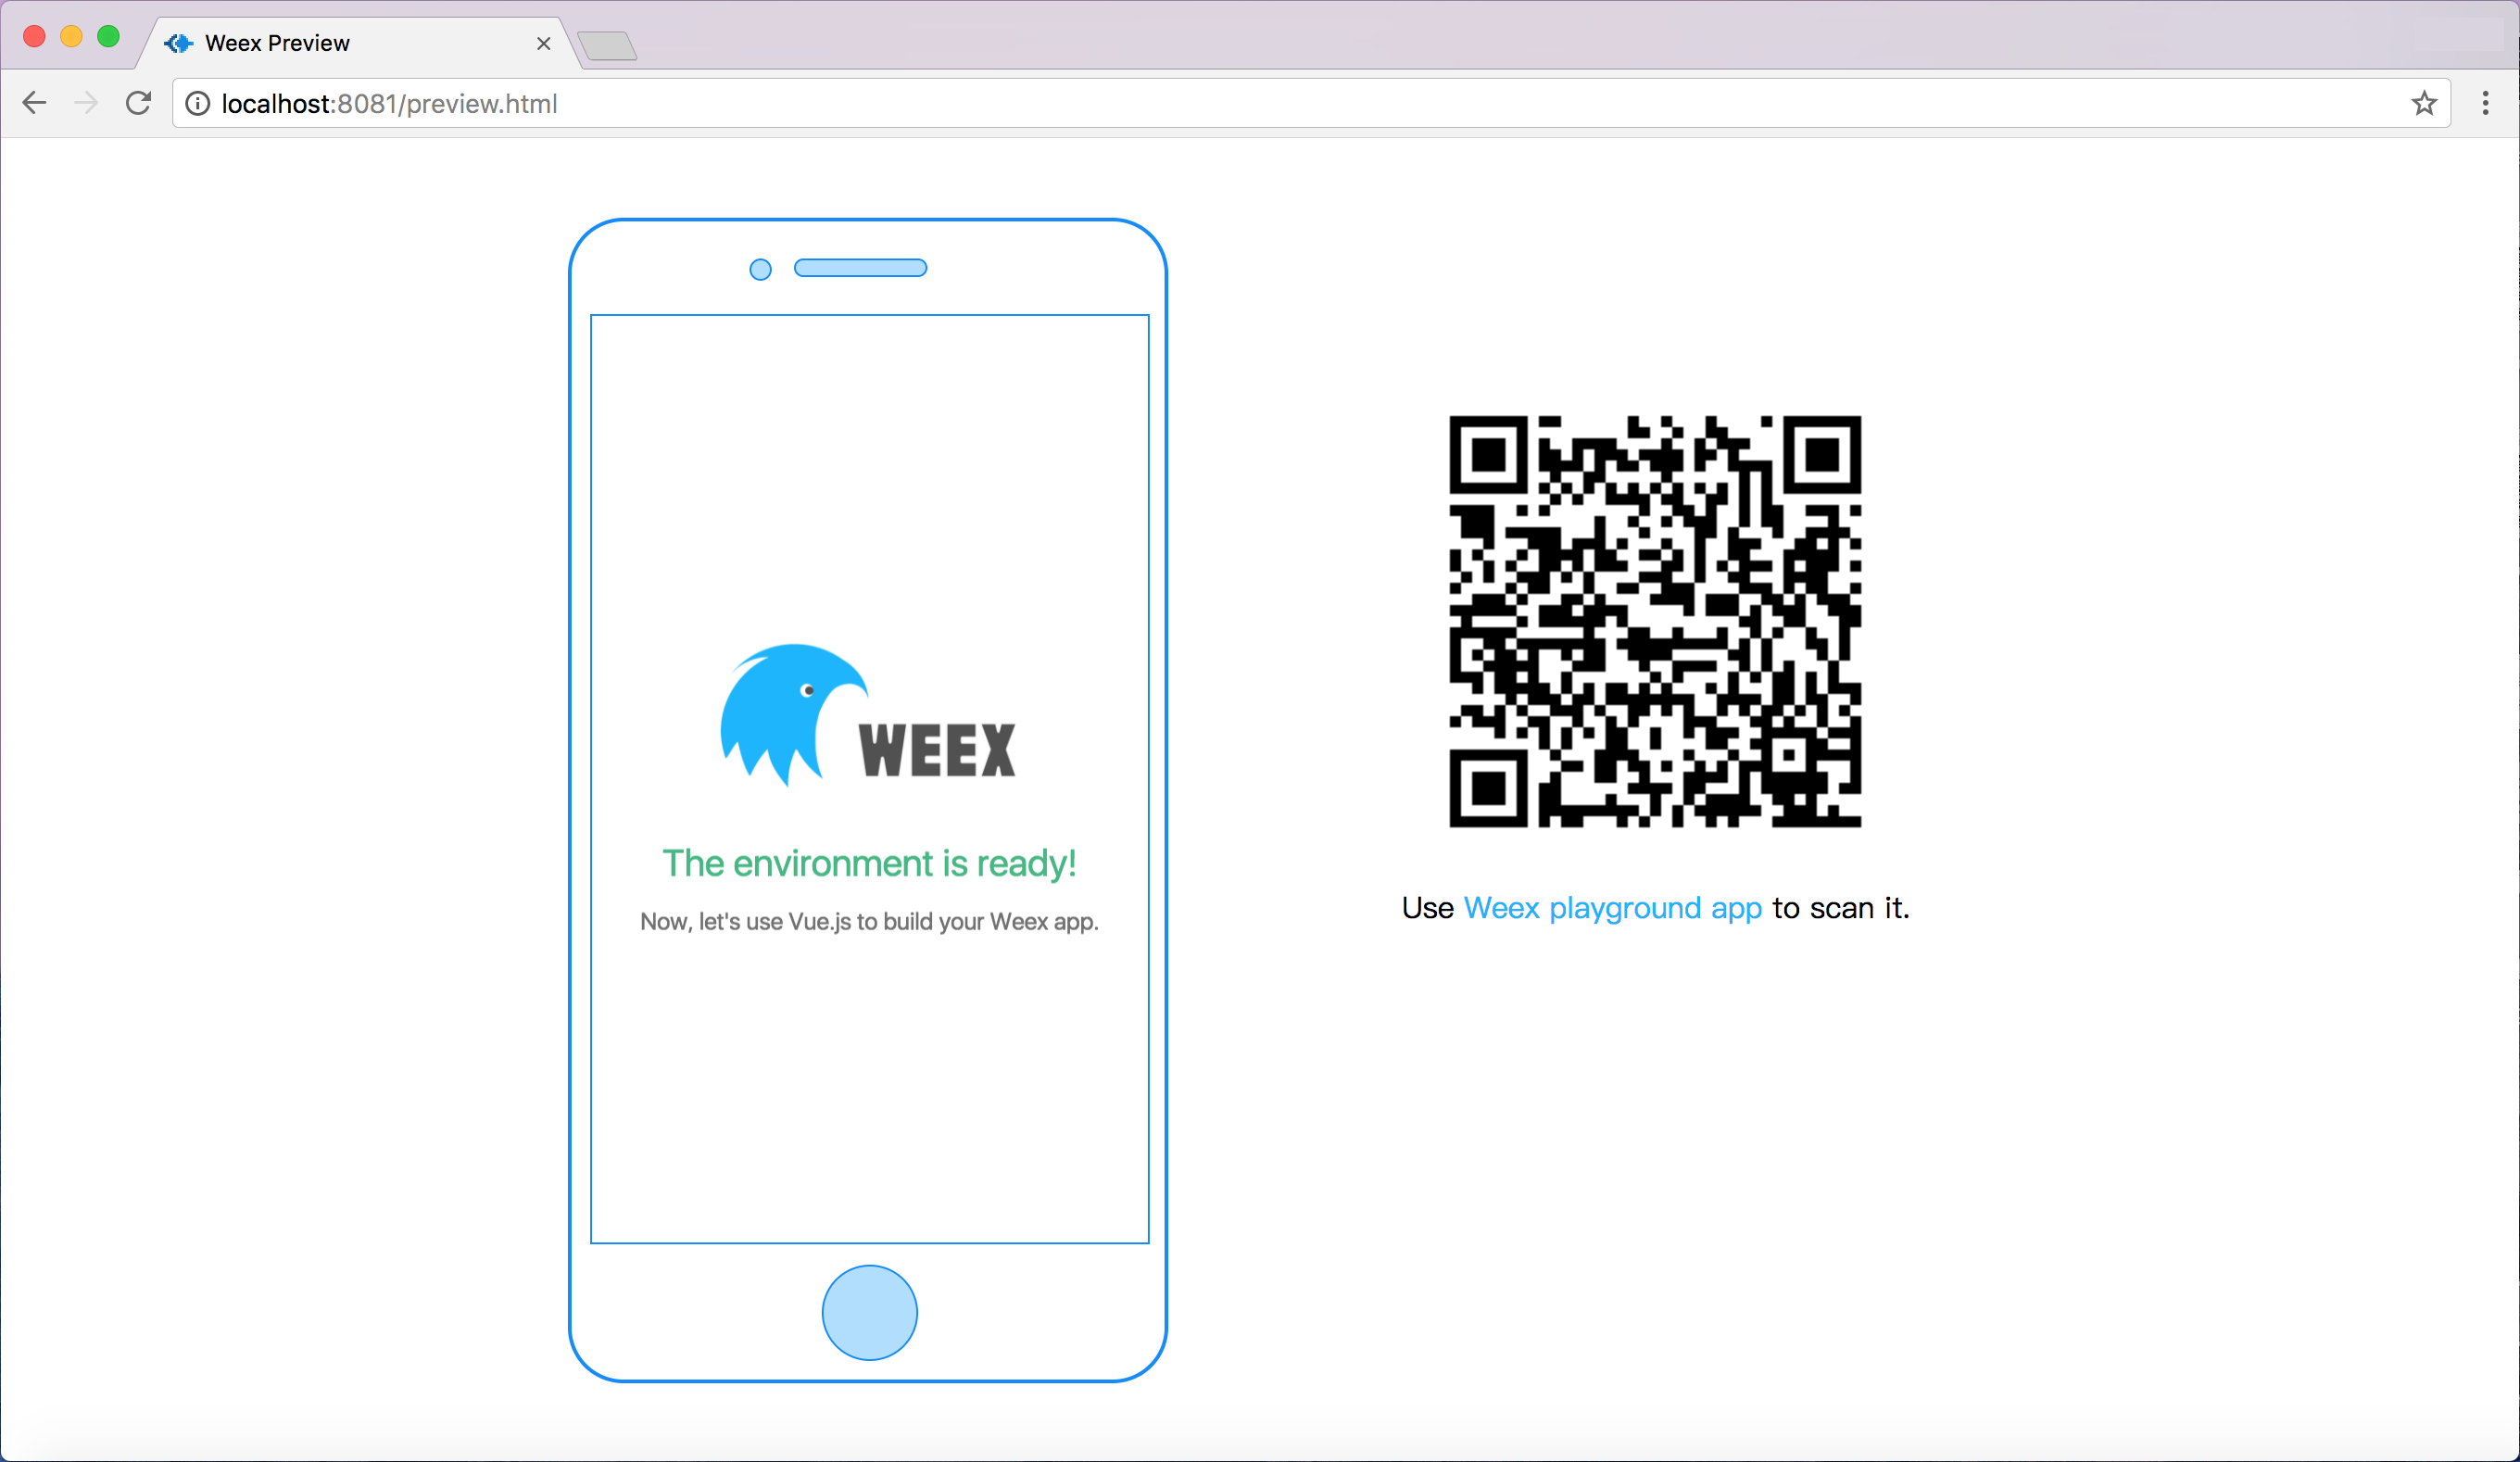 Weex Preview
localhost:8081/preview.html
WEEX
The environment is ready!
Now, let's use Vue.js to build your Weex app.
Use Weex playground app to scan it.